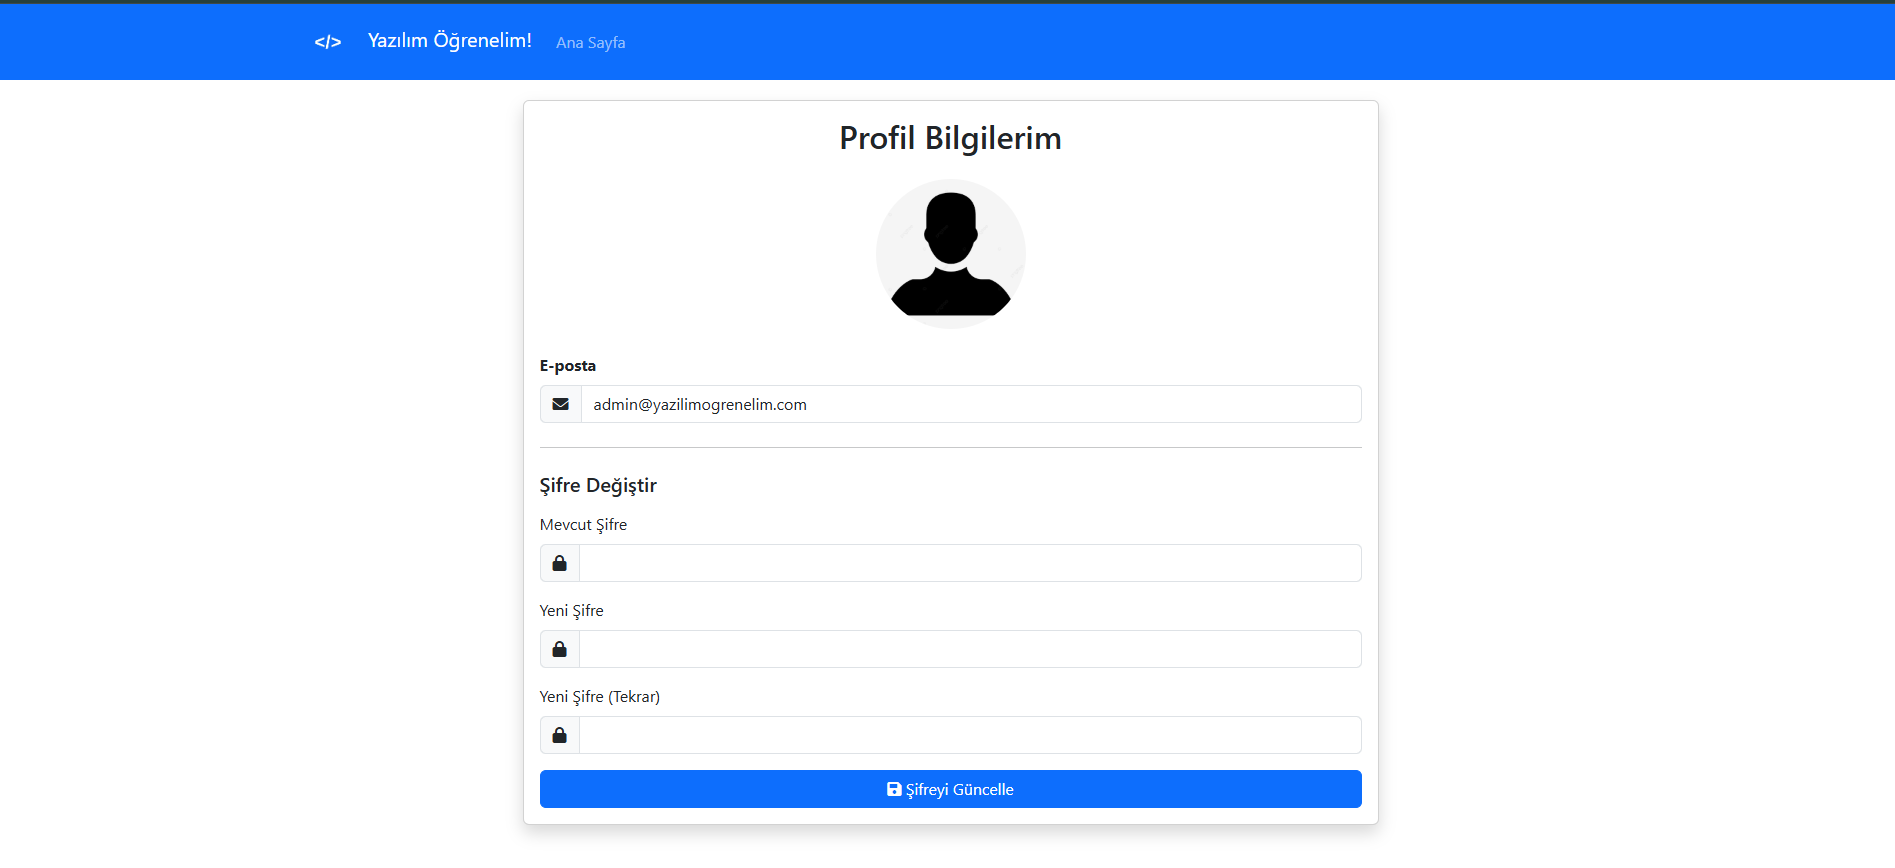 </> Yazılım Öğrenelim! Ana Sayfa
Profil Bilgilerim
E-posta
admin@yazilimogrenelim.com
Şifre Değiştir
Mevcut Şifre
Yeni Şifre
Yeni Şifre (Tekrar)
Şifreyi Güncelle